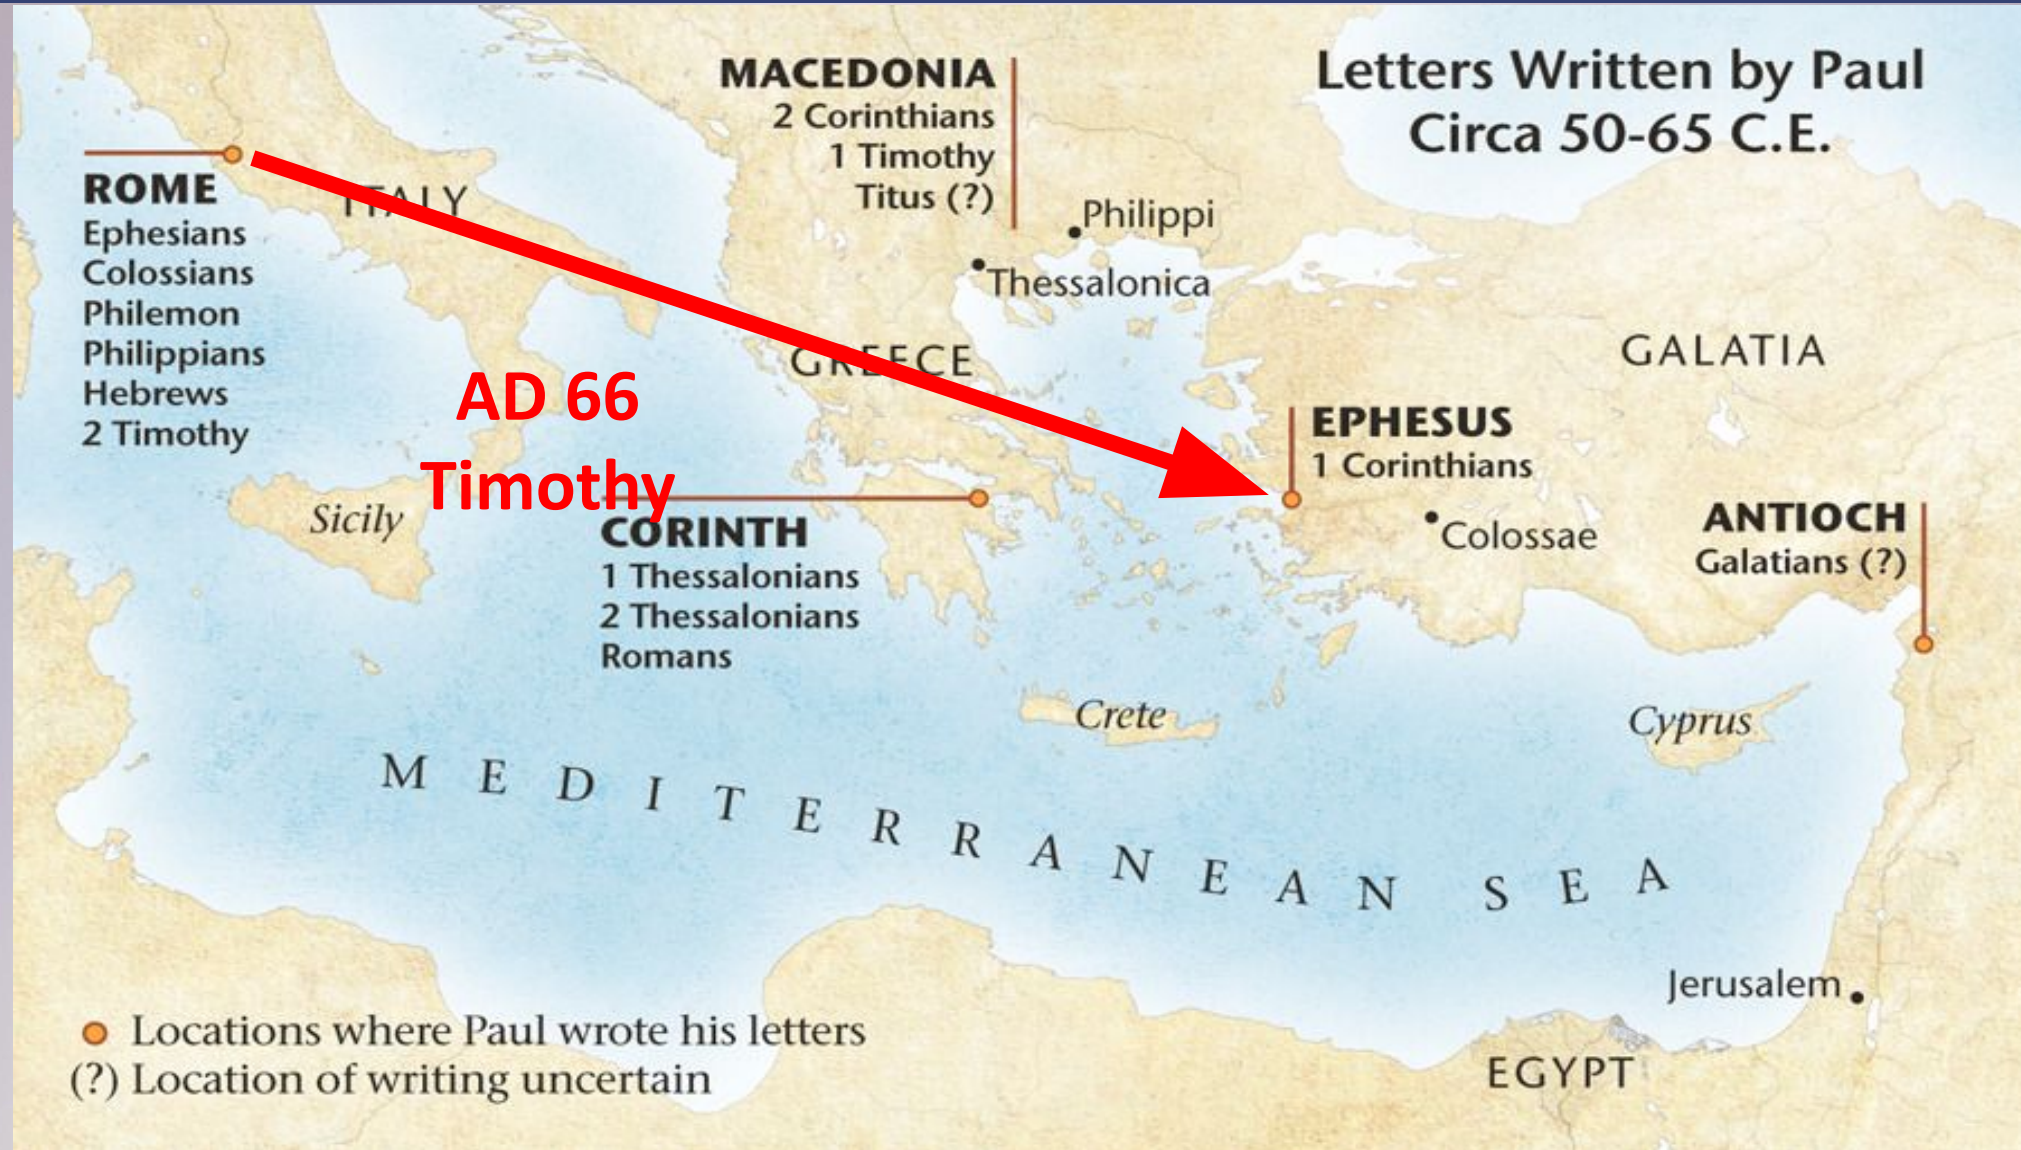 Letters Written by Paul
Circa 50-65 C.E.
MACEDONIA
2 Corinthians
1 Timothy
Titus (?)
Philippi
Thessalonica
ROME
Ephesians
Colossians
Philemon
Philippians
Hebrews
2 Timothy
ITALY
AD 66
Timothy
GREECE
GALATIA
EPHESUS
1 Corinthians
Colossae
ANTIOCH
Galatians (?)
Sicily
CORINTH
1 Thessalonians
2 Thessalonians
Romans
Crete
Cyprus
MEDITERRANEAN SEA
Jerusalem
EGYPT
Locations where Paul wrote his letters
(?) Location of writing uncertain